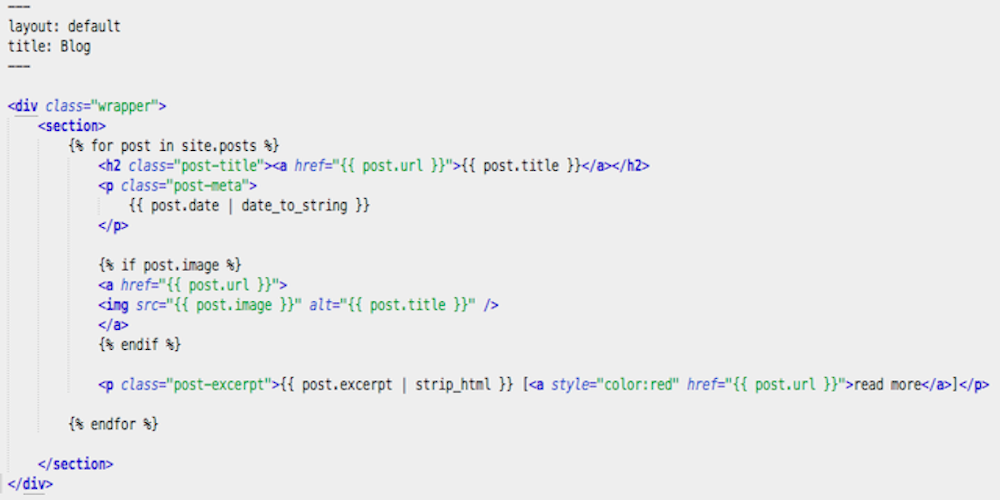 ---
layout: default
title: Blog
---
<div class="wrapper">
<section>
{% for post in site.posts %}
<h2 class="post-title"><a href="{{ post.url }}">{{ post.title }}</a></h2>
<p class="post-meta">
{{ post.date | date_to_string }}
</p>
{% if post.image %}
<a href="{{ post.url }}">
<img src="{{ post.image }}" alt="{{ post.title }}" />
</a>
{% endif %}
<p class="post-excerpt">{{ post.excerpt | strip_html }} [<a style="color:red" href="{{ post.url }}">read more</a>]</p>
{% endfor %}
</section>
</div>